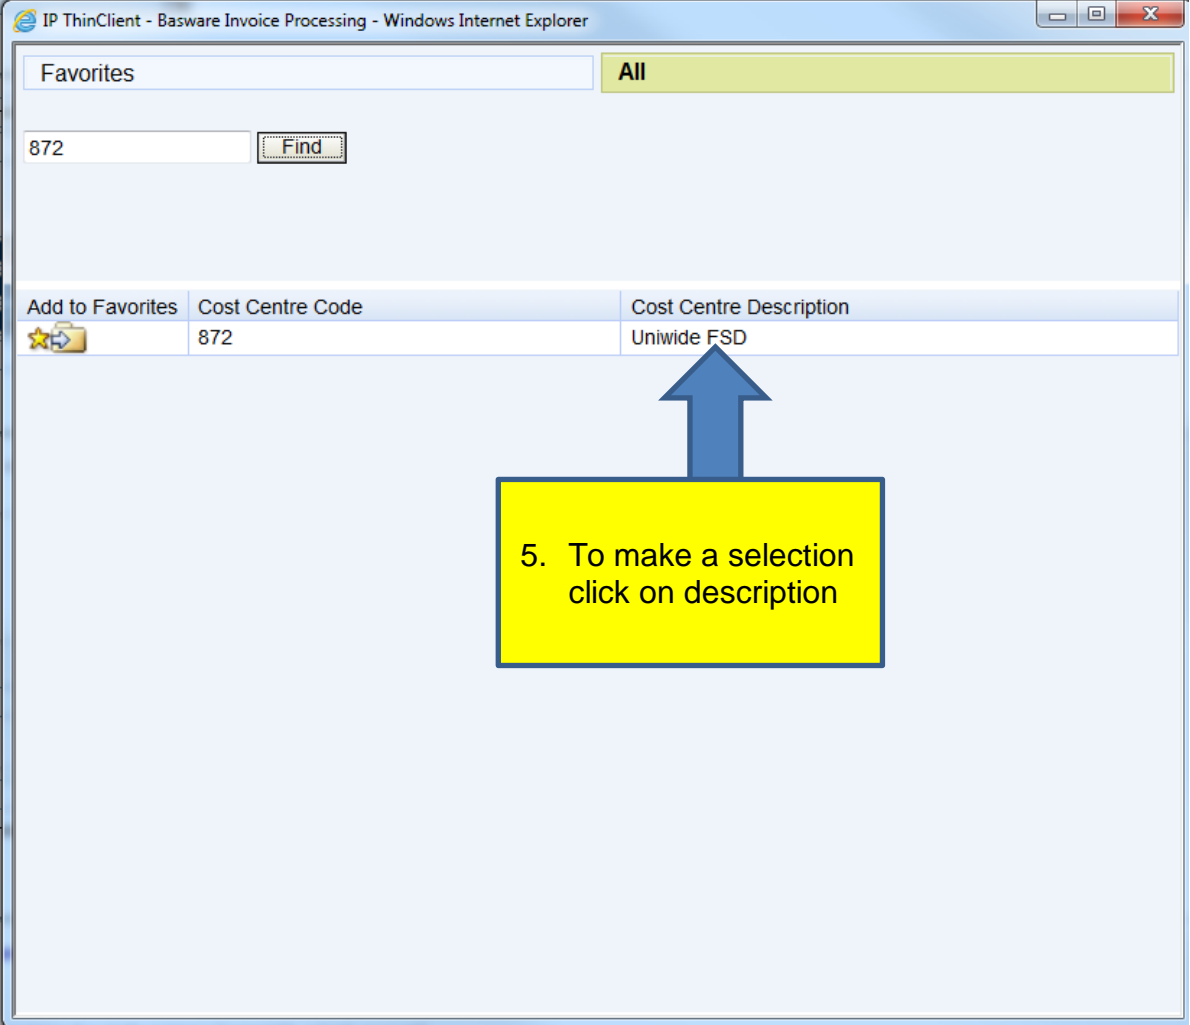 IP ThinClient - Basware Invoice Processing - Windows Internet Explorer
Favorites All
872 Find
Add to Favorites Cost Centre Code Cost Centre Description
872 Uniwide FSD
5. To make a selection
click on description